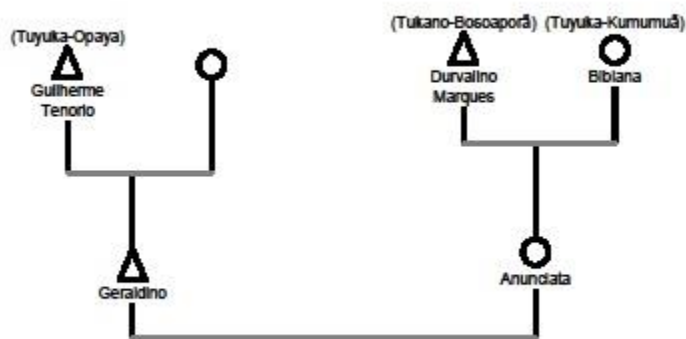 (Tuyuka-Opaya)
Guilherme
Tenorio
(Tukano-Bosoaporã) (Tuyuka-Kumumuã)
Durvalino
Marques
Bibiana
Geraldino
Anunciata